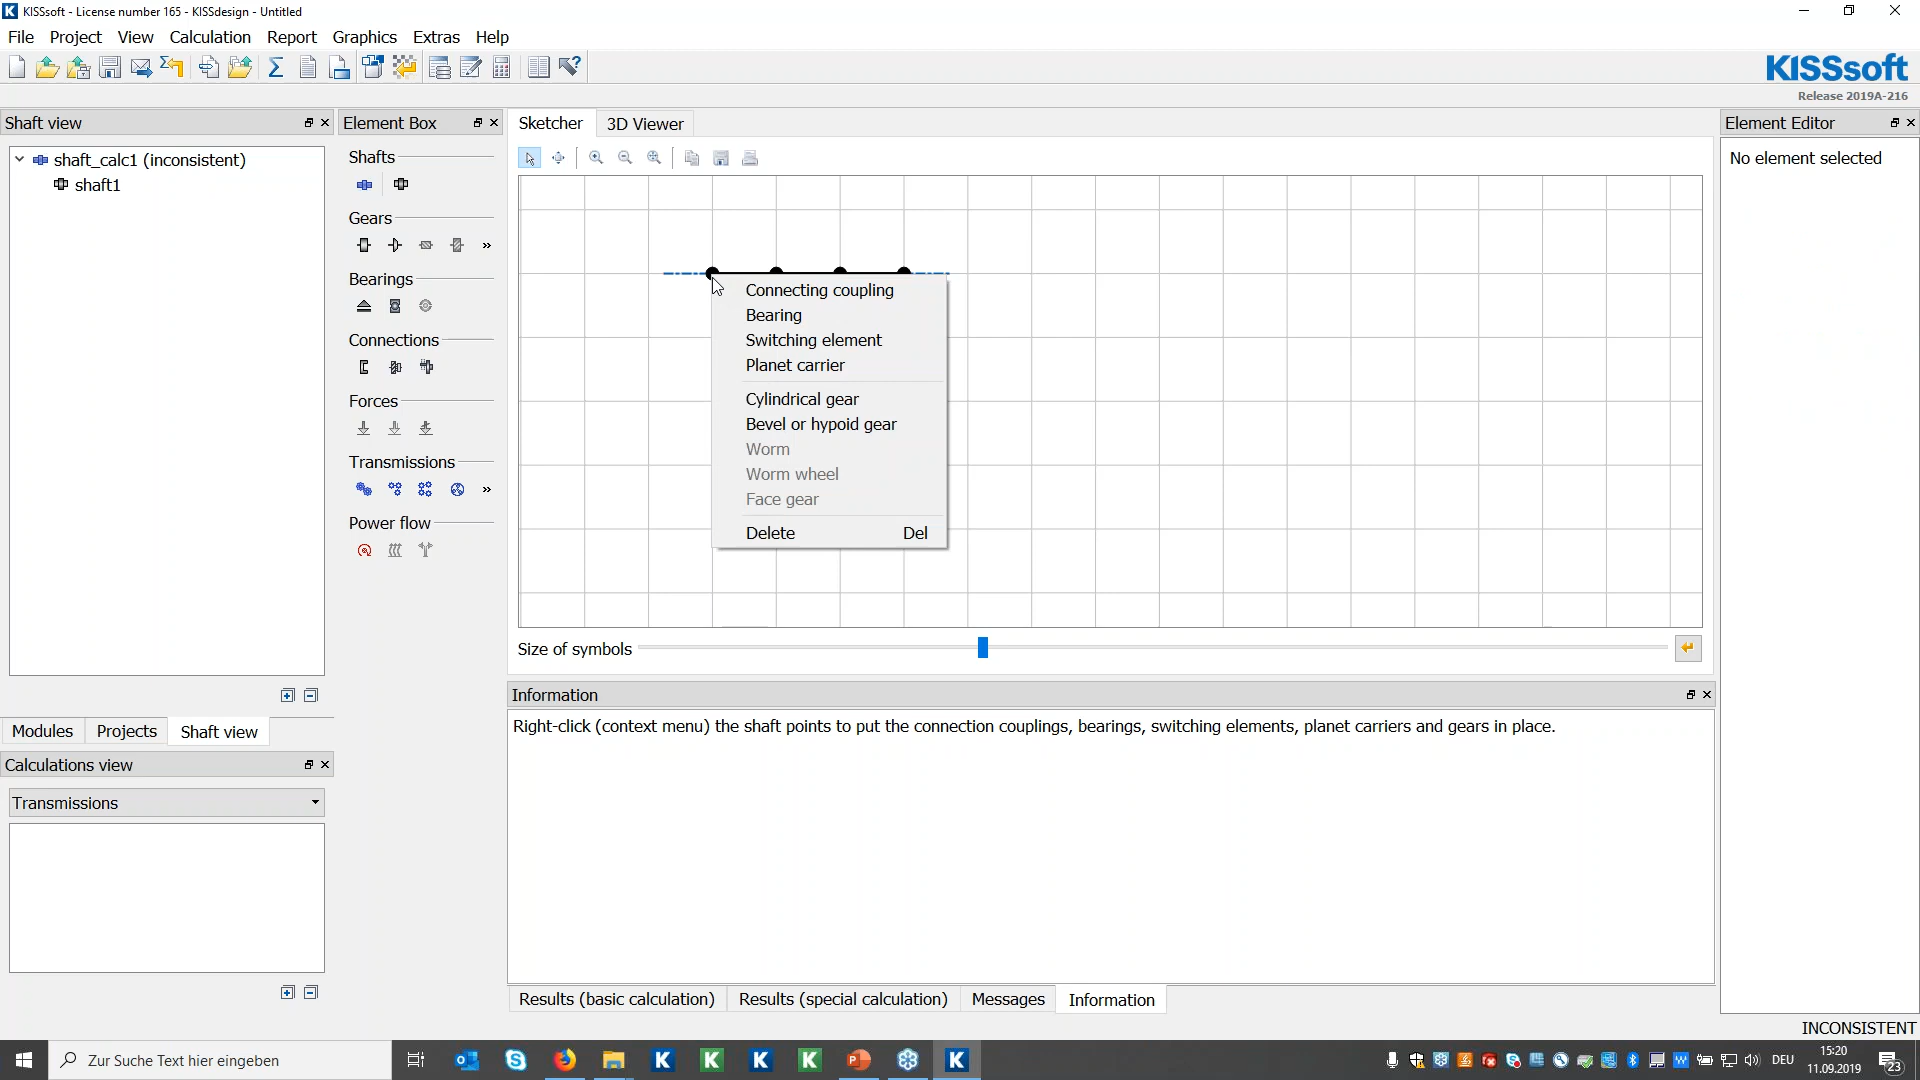 KISSsoft - License number 165 - KISSdesign - Untitled
File Project View Calculation Report Graphics Extras Help
KISSsoft
Release 2019A-216
Shaft view
Element Box
Sketcher
3D Viewer
Element Editor
shaft_calc1 (inconsistent)
shaft1
Shafts
Gears
Bearings
Connections
Forces
Transmissions
Power flow
No element selected
Connecting coupling
Bearing
Switching element
Planet carrier
Cylindrical gear
Bevel or hypoid gear
Worm
Worm wheel
Face gear
Delete Del
Size of symbols
Information
Right-click (context menu) the shaft points to put the connection couplings, bearings, switching elements, planet carriers and gears in place.
Modules Projects Shaft view
Calculations view
Transmissions
Results (basic calculation) Results (special calculation) Messages Information
INCONSISTENT
Zur Suche Text hier eingeben
DEU
15:20
11.09.2019
23